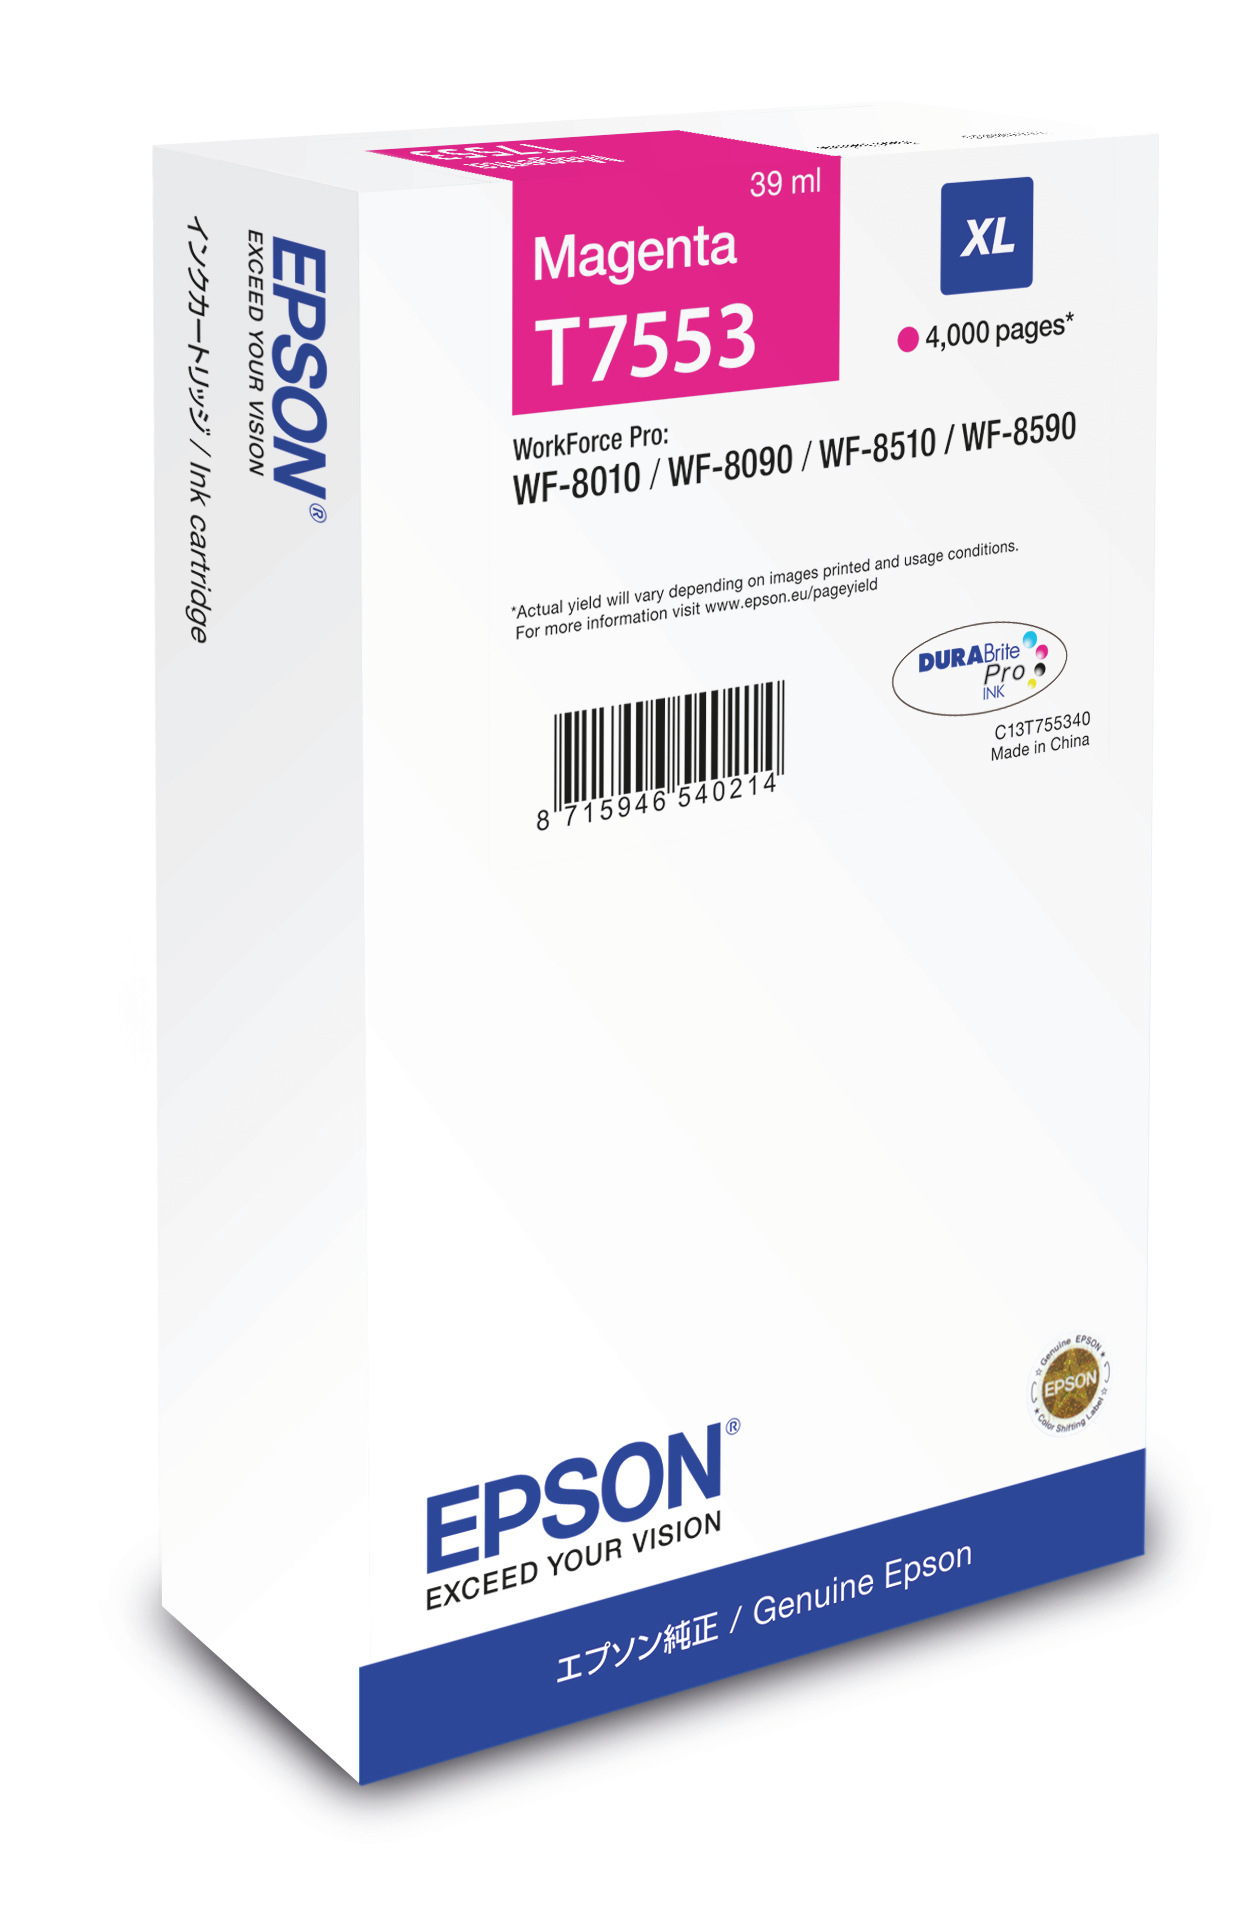 T7553
Magenta
39 ml
Magenta
T7553
XL
4,000 pages*
WorkForce Pro:
WF-8010 / WF-8090 / WF-8510 / WF-8590
*Actual yield will vary depending on images printed and usage conditions.
For more information visit www.epson.eu/pageyield
DURABrite
Pro
INK
C13T755340
Made in China
8 715946 540214
EPSON®
EXCEED YOUR VISION
インクカートリッジ / Ink cartridge
Genuine EPSON
EPSON
Color Shifting Label
EPSON®
EXCEED YOUR VISION
エプソン純正 / Genuine Epson